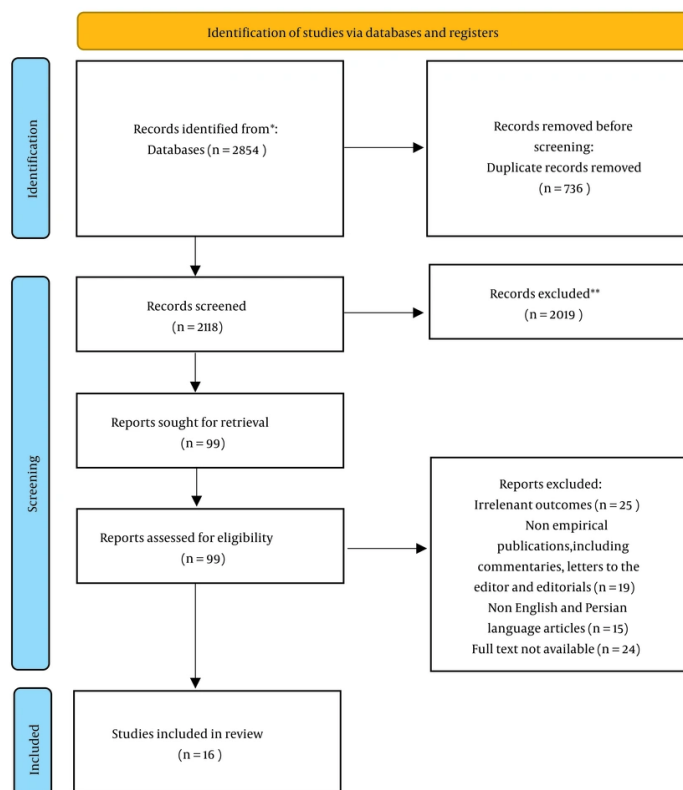 Identification of studies via databases and registers
Identification
Records identified from*:
Databases (n = 2854 )
Records removed before
screening:
Duplicate records removed
(n = 736 )
Screening
Records screened
(n = 2118)
Records excluded**
(n = 2019 )
Reports sought for retrieval
(n = 99)
Reports assessed for eligibility
(n = 99)
Reports excluded:
Irrelenant outcomes (n = 25 )
Non empirical
publications,including
commentaries, letters to the
editor and editorials (n = 19)
Non English and Persian
language articles (n = 15)
Full text not available (n = 24)
Included
Studies included in review
(n = 16 )